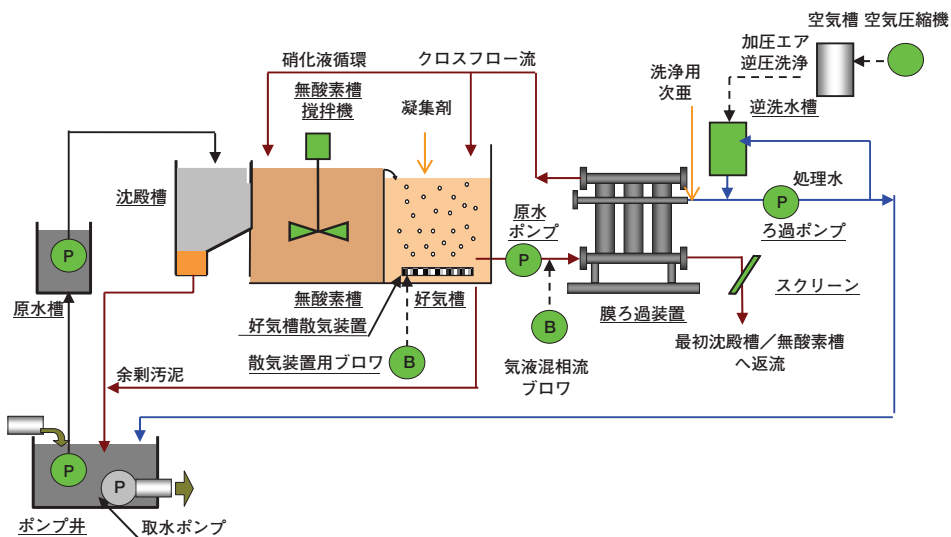 空気槽 空気圧縮機
加圧エア
逆圧洗浄
硝化液循環
クロスフロー流
洗浄用
次亜
無酸素槽
撹拌機
凝集剤
逆洗水槽
沈殿槽
処理水
P
ろ過ポンプ
原水
ポンプ
P
P
原水槽
スクリーン
無酸素槽
好気槽
膜ろ過装置
好気槽散気装置
B
最初沈殿槽／無酸素槽
へ返流
散気装置用ブロワ
B
気液混相流
ブロワ
余剰汚泥
P
P
ポンプ井
取水ポンプ